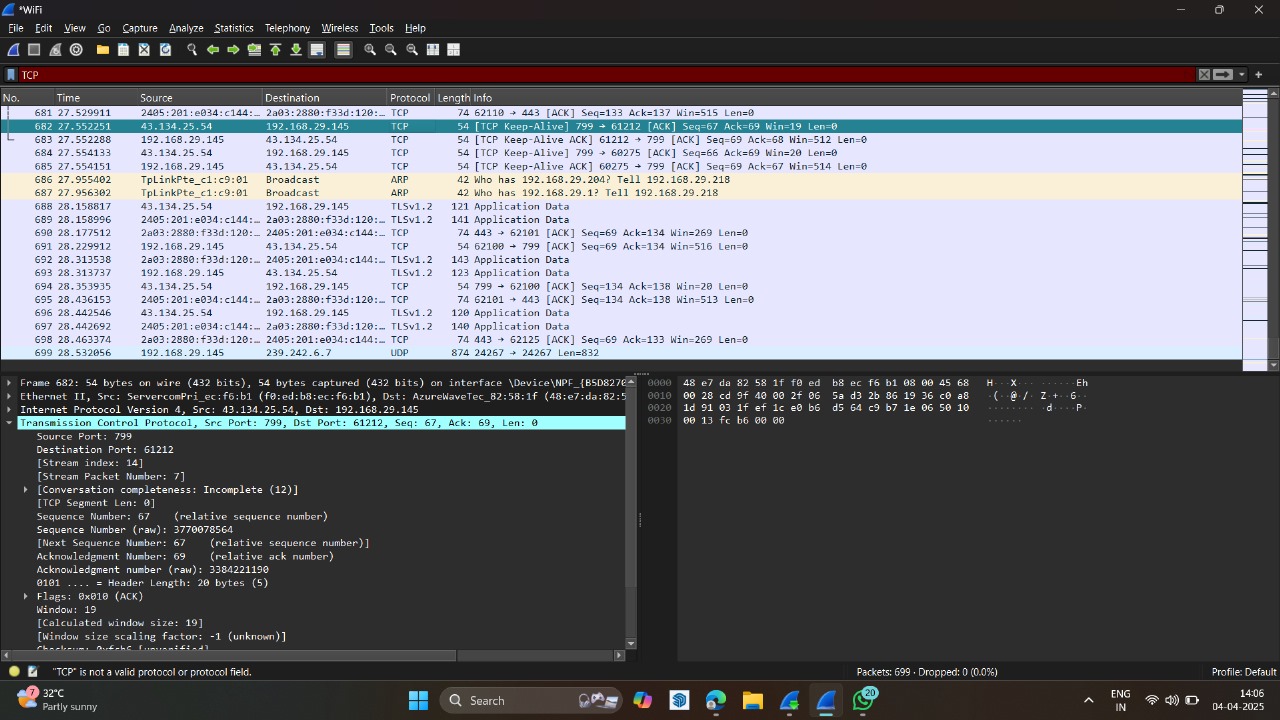 *WiFi
File Edit View Go Capture Analyze Statistics Telephony Wireless Tools Help
TCP
No. Time Source Destination Protocol Length Info
681 27.529911 2405:201:e034:c144:… 2a03:2880:f33d:120:… TCP 74 62110 → 443 [ACK] Seq=133 Ack=137 Win=515 Len=0
682 27.552251 43.134.25.54 192.168.29.145 TCP 54 [TCP Keep-Alive] 799 → 61212 [ACK] Seq=67 Ack=69 Win=19 Len=0
683 27.552288 192.168.29.145 43.134.25.54 TCP 54 [TCP Keep-Alive ACK] 61212 → 799 [ACK] Seq=69 Ack=68 Win=512 Len=0
684 27.554133 43.134.25.54 192.168.29.145 TCP 54 [TCP Keep-Alive] 799 → 60275 [ACK] Seq=66 Ack=69 Win=20 Len=0
685 27.554151 192.168.29.145 43.134.25.54 TCP 54 [TCP Keep-Alive ACK] 60275 → 799 [ACK] Seq=69 Ack=67 Win=514 Len=0
686 27.955402 TpLinkPte_c1:c9:01 Broadcast ARP 42 Who has 192.168.29.204? Tell 192.168.29.218
687 27.956302 TpLinkPte_c1:c9:01 Broadcast ARP 42 Who has 192.168.29.1? Tell 192.168.29.218
688 28.158817 43.134.25.54 192.168.29.145 TLSv1.2 121 Application Data
689 28.158996 2405:201:e034:c144:… 2a03:2880:f33d:120:… TLSv1.2 141 Application Data
690 28.177512 2a03:2880:f33d:120:… 2405:201:e034:c144:… TCP 74 443 → 62101 [ACK] Seq=69 Ack=134 Win=269 Len=0
691 28.229912 192.168.29.145 43.134.25.54 TCP 54 62100 → 799 [ACK] Seq=69 Ack=134 Win=516 Len=0
692 28.313538 2a03:2880:f33d:120:… 2405:201:e034:c144:… TLSv1.2 143 Application Data
693 28.313737 192.168.29.145 43.134.25.54 TLSv1.2 123 Application Data
694 28.353935 43.134.25.54 192.168.29.145 TCP 54 799 → 62100 [ACK] Seq=134 Ack=138 Win=20 Len=0
695 28.436153 2405:201:e034:c144:… 2a03:2880:f33d:120:… TCP 74 62101 → 443 [ACK] Seq=134 Ack=138 Win=513 Len=0
696 28.442546 43.134.25.54 192.168.29.145 TLSv1.2 120 Application Data
697 28.442692 2405:201:e034:c144:… 2a03:2880:f33d:120:… TLSv1.2 140 Application Data
698 28.463374 2a03:2880:f33d:120:… 2405:201:e034:c144:… TCP 74 443 → 62125 [ACK] Seq=69 Ack=133 Win=269 Len=0
699 28.532056 192.168.29.145 239.242.6.7 UDP 874 24267 → 24267 Len=832
Frame 682: 54 bytes on wire (432 bits), 54 bytes captured (432 bits) on interface \Device\NPF_{B5D8270
Ethernet II, Src: ServercomPri_ec:f6:b1 (f0:ed:b8:ec:f6:b1), Dst: AzureWaveTec_82:58:1f (48:e7:da:82:5
Internet Protocol Version 4, Src: 43.134.25.54, Dst: 192.168.29.145
Transmission Control Protocol, Src Port: 799, Dst Port: 61212, Seq: 67, Ack: 69, Len: 0
Source Port: 799
Destination Port: 61212
[Stream index: 14]
[Stream Packet Number: 7]
[Conversation completeness: Incomplete (12)]
[TCP Segment Len: 0]
Sequence Number: 67 (relative sequence number)
Sequence Number (raw): 3770078564
[Next Sequence Number: 67 (relative sequence number)]
Acknowledgment Number: 69 (relative ack number)
Acknowledgment number (raw): 3384221190
0101 .... = Header Length: 20 bytes (5)
Flags: 0x010 (ACK)
Window: 19
[Calculated window size: 19]
[Window size scaling factor: -1 (unknown)]
0000 48 e7 da 82 58 1f f0 ed b8 ec f6 b1 08 00 45 68 H···X··· ······Eh
0010 00 28 cd 9f 40 00 2f 06 5a d3 2b 86 19 36 c0 a8 ·(··@·/· Z·+··6··
0020 1d 91 03 1f ef 1c e0 b6 d5 64 c9 b7 1e 06 50 10 ········ ·d····P·
0030 00 13 fc b6 00 00 ······
"TCP" is not a valid protocol or protocol field.
Packets: 699 · Dropped: 0 (0.0%)
Profile: Default
7
32°C
Partly sunny
Search
20
ENG
IN
14:06
04-04-2025